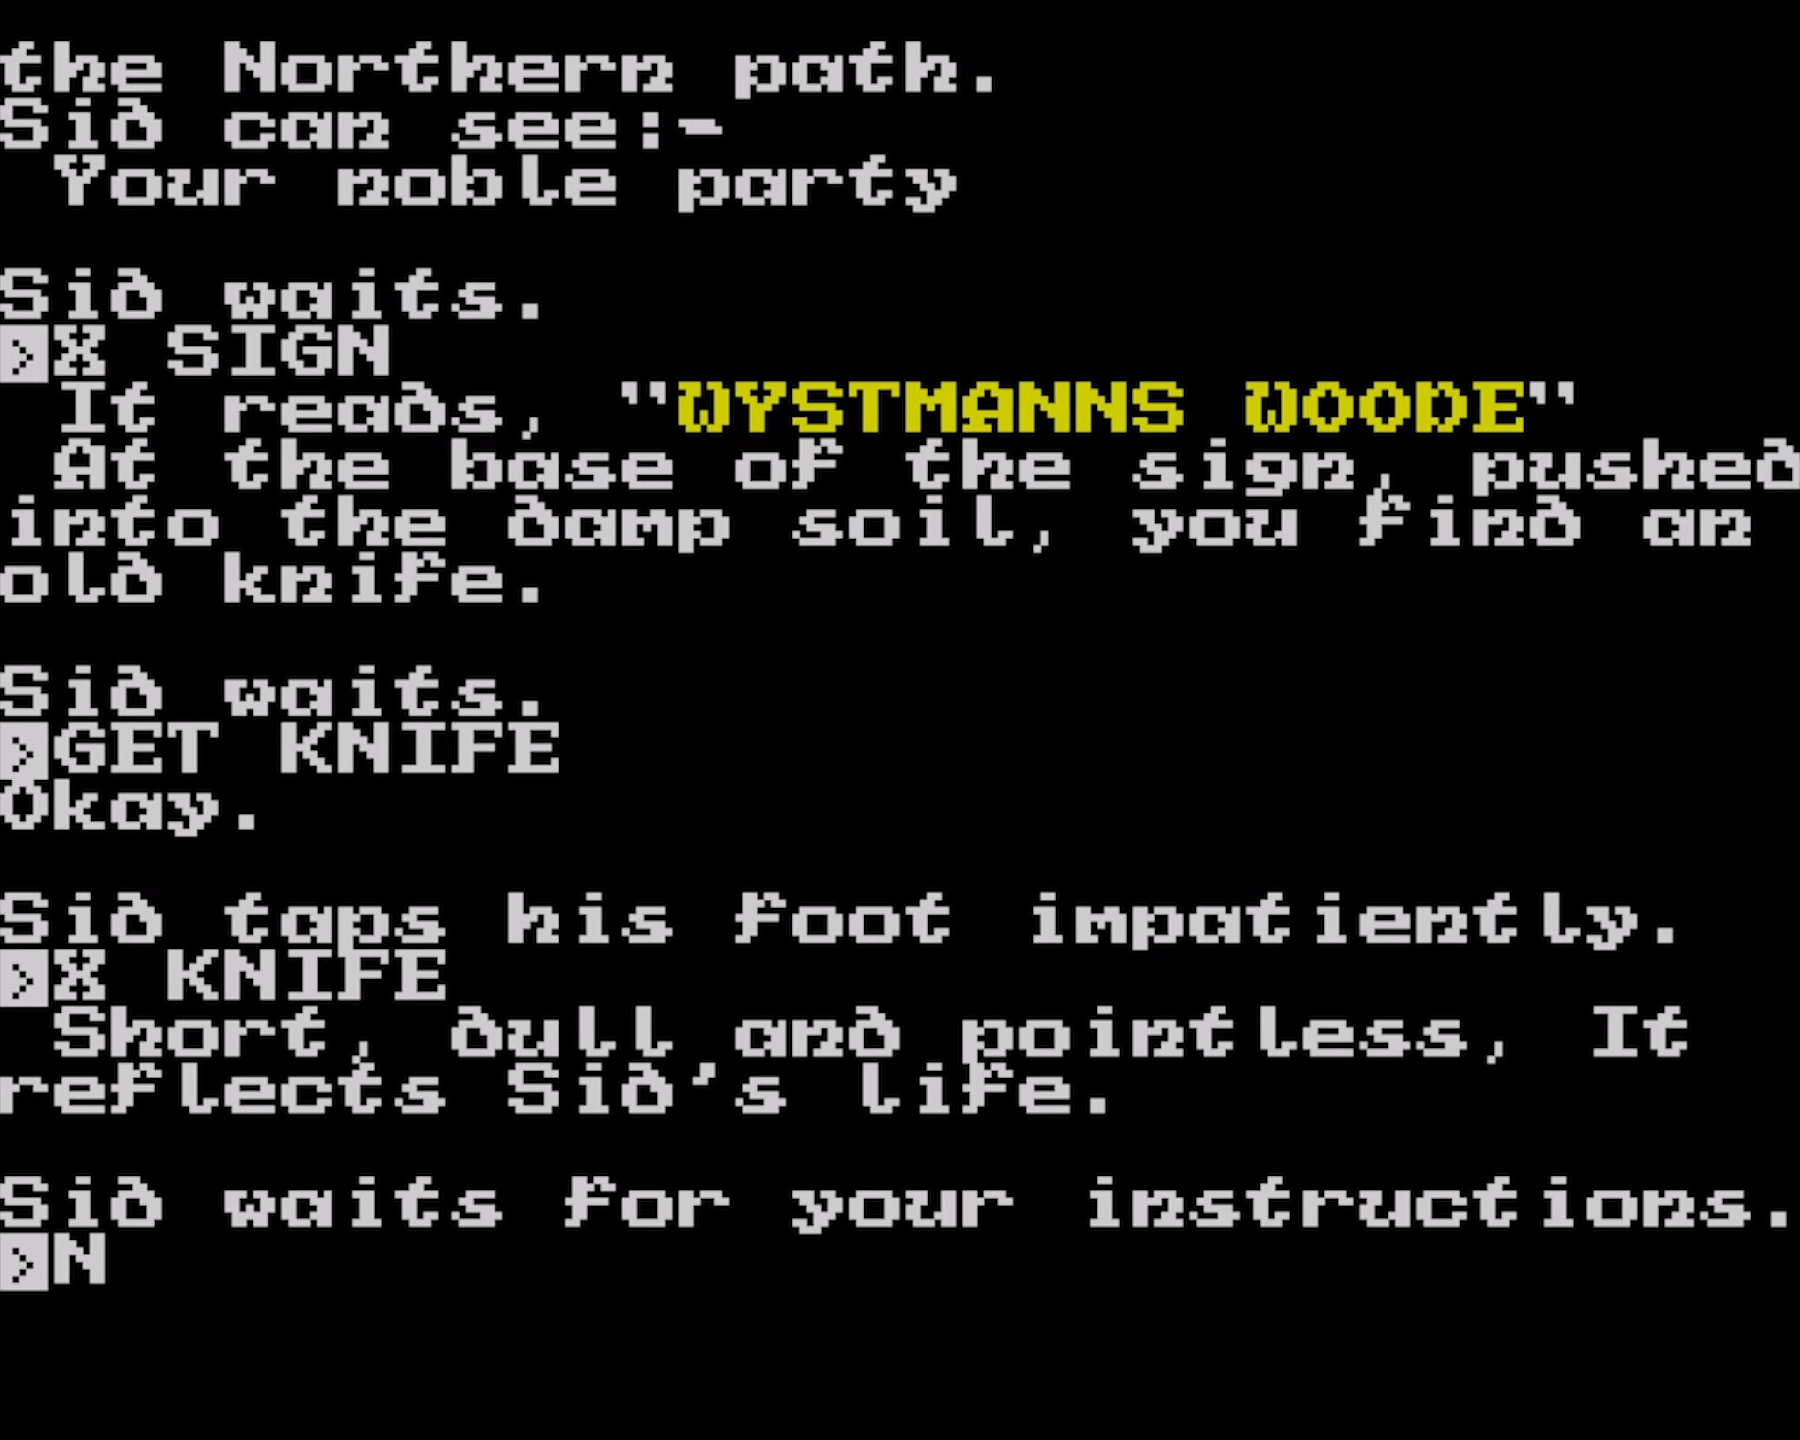 the Northern path.
Sid can see:-
Your noble party
Sid waits.
>X SIGN
It reads, "WYSTMANNS WOODE"
At the base of the sign, pushed
into the damp soil, you find an
old knife.
Sid waits.
>GET KNIFE
Okay.
Sid taps his foot impatiently.
>X KNIFE
Short, dull and pointless, It
reflects Sid's life.
Sid waits for your instructions.
>N